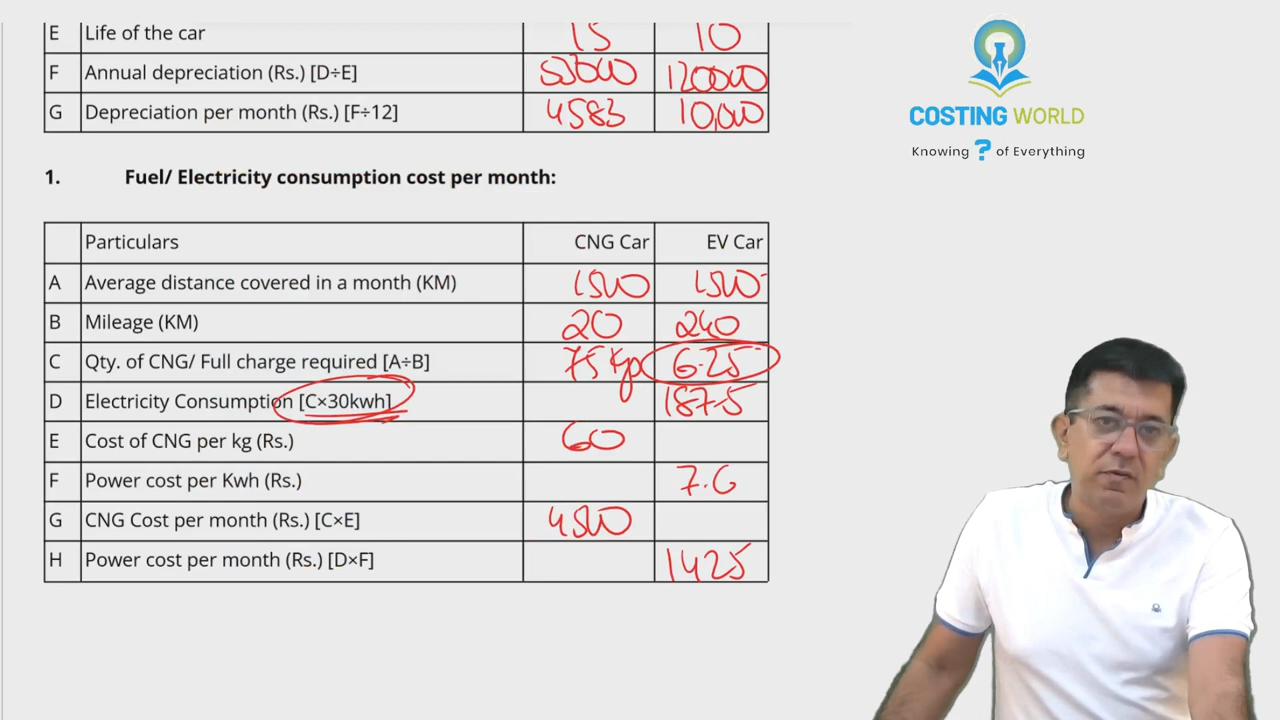 E Life of the car 15 10
F Annual depreciation (Rs.) [D÷E] 55000 120000
G Depreciation per month (Rs.) [F÷12] 4583 10,000
COSTING WORLD
Knowing ? of Everything
1. Fuel/ Electricity consumption cost per month:
Particulars CNG Car EV Car
A Average distance covered in a month (KM) 1500 1500
B Mileage (KM) 20 240
C Qty. of CNG/ Full charge required [A÷B] 75 kgs 6.25
D Electricity Consumption [C×30kwh] 187.5
E Cost of CNG per kg (Rs.) 60
F Power cost per Kwh (Rs.) 7.6
G CNG Cost per month (Rs.) [C×E] 4500
H Power cost per month (Rs.) [D×F] 1425